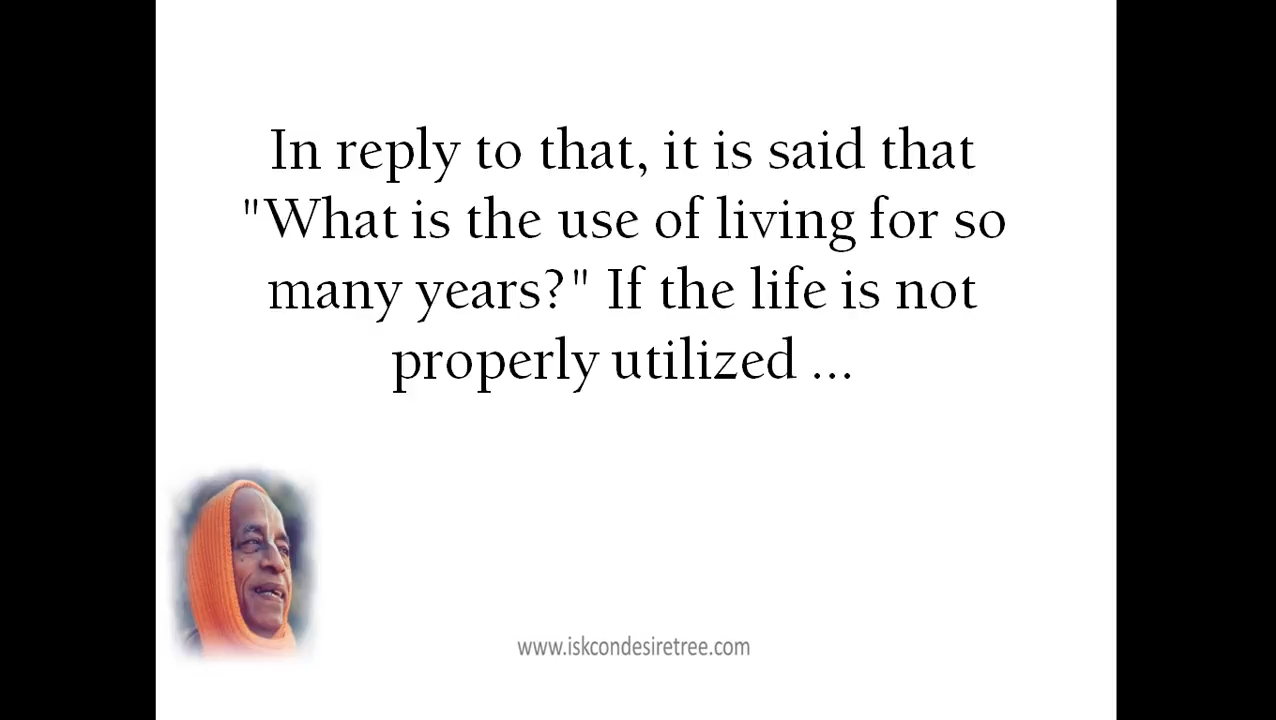 In reply to that, it is said that
"What is the use of living for so
many years?" If the life is not
properly utilized ...
www.iskcondesiretree.com